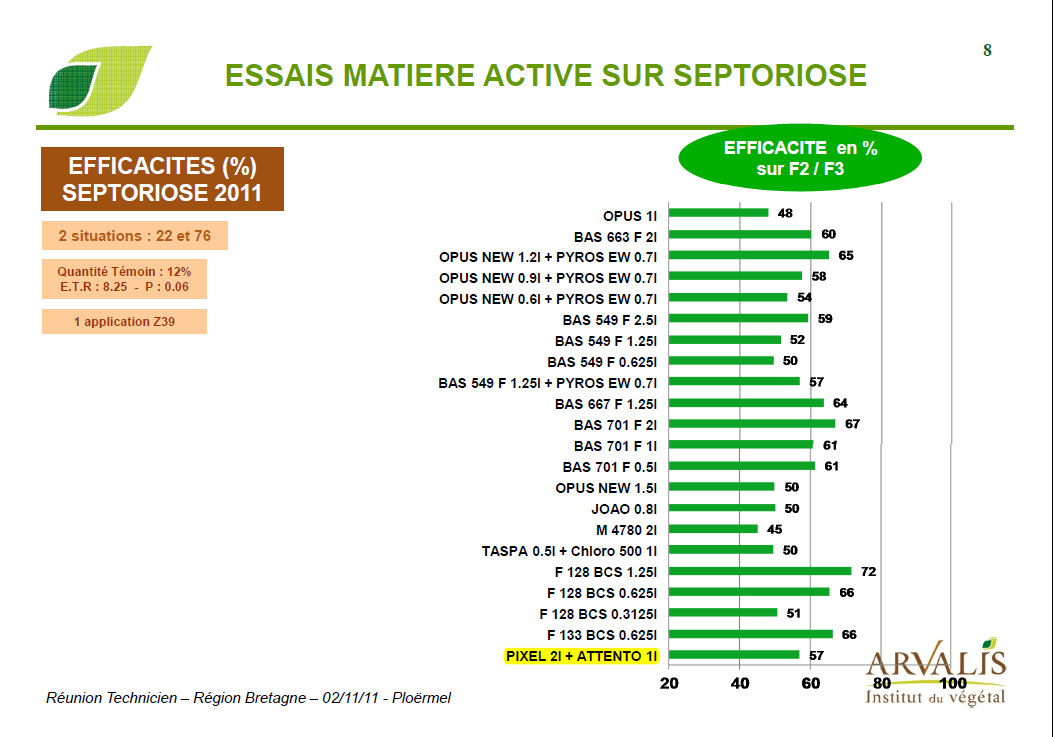 8
ESSAIS MATIERE ACTIVE SUR SEPTORIOSE
EFFICACITES (%)
SEPTORIOSE 2011
2 situations : 22 et 76
Quantité Témoin : 12%
E.T.R : 8.25 - P : 0.06
1 application Z39
EFFICACITE en %
sur F2 / F3
OPUS 1l 48
BAS 663 F 2l 60
OPUS NEW 1.2l + PYROS EW 0.7l 65
OPUS NEW 0.9l + PYROS EW 0.7l 58
OPUS NEW 0.6l + PYROS EW 0.7l 54
BAS 549 F 2.5l 59
BAS 549 F 1.25l 52
BAS 549 F 0.625l 50
BAS 549 F 1.25l + PYROS EW 0.7l 57
BAS 667 F 1.25l 64
BAS 701 F 2l 67
BAS 701 F 1l 61
BAS 701 F 0.5l 61
OPUS NEW 1.5l 50
JOAO 0.8l 50
M 4780 2l 45
TASPA 0.5l + Chloro 500 1l 50
F 128 BCS 1.25l 72
F 128 BCS 0.625l 66
F 128 BCS 0.3125l 51
F 133 BCS 0.625l 66
PIXEL 2l + ATTENTO 1l 57
20 40 60 80 100
ARVALIS
Institut du végétal
Réunion Technicien – Région Bretagne – 02/11/11 - Ploërmel